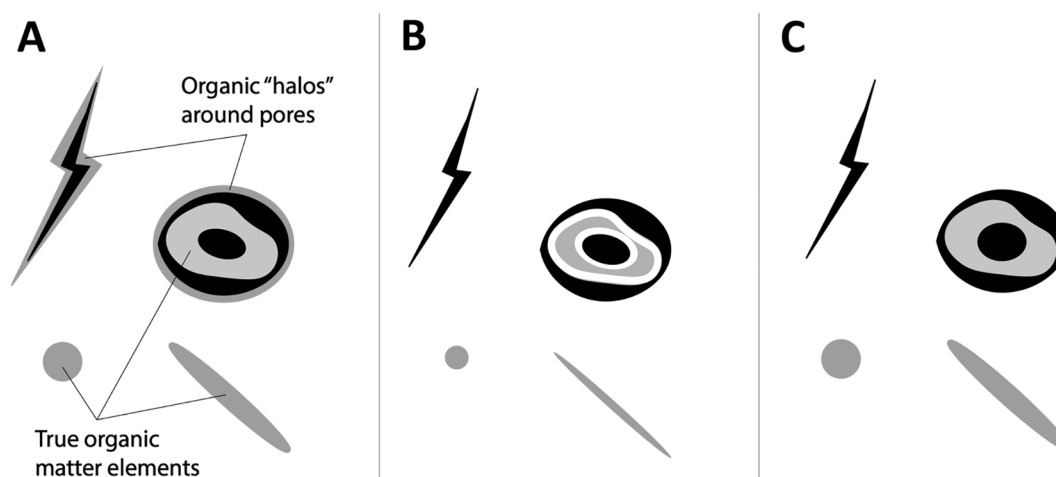 A
B
C
Organic “halos”
around pores
True organic
matter elements